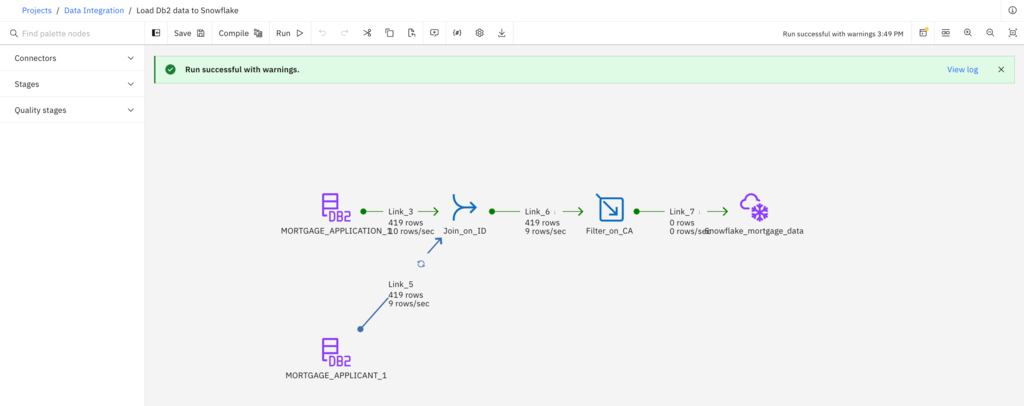 Projects / Data Integration / Load Db2 data to Snowflake
Find palette nodes
Save
Compile
Run
Run successful with warnings 3:49 PM
Connectors
Stages
Quality stages
Run successful with warnings.
View log
DB2
MORTGAGE_APPLICATION_1
Link_3
419 rows
10 rows/sec
Join_on_ID
Link_6
419 rows
9 rows/sec
Filter_on_CA
Link_7
0 rows
0 rows/sec
Snowflake_mortgage_data
Link_5
419 rows
9 rows/sec
DB2
MORTGAGE_APPLICANT_1